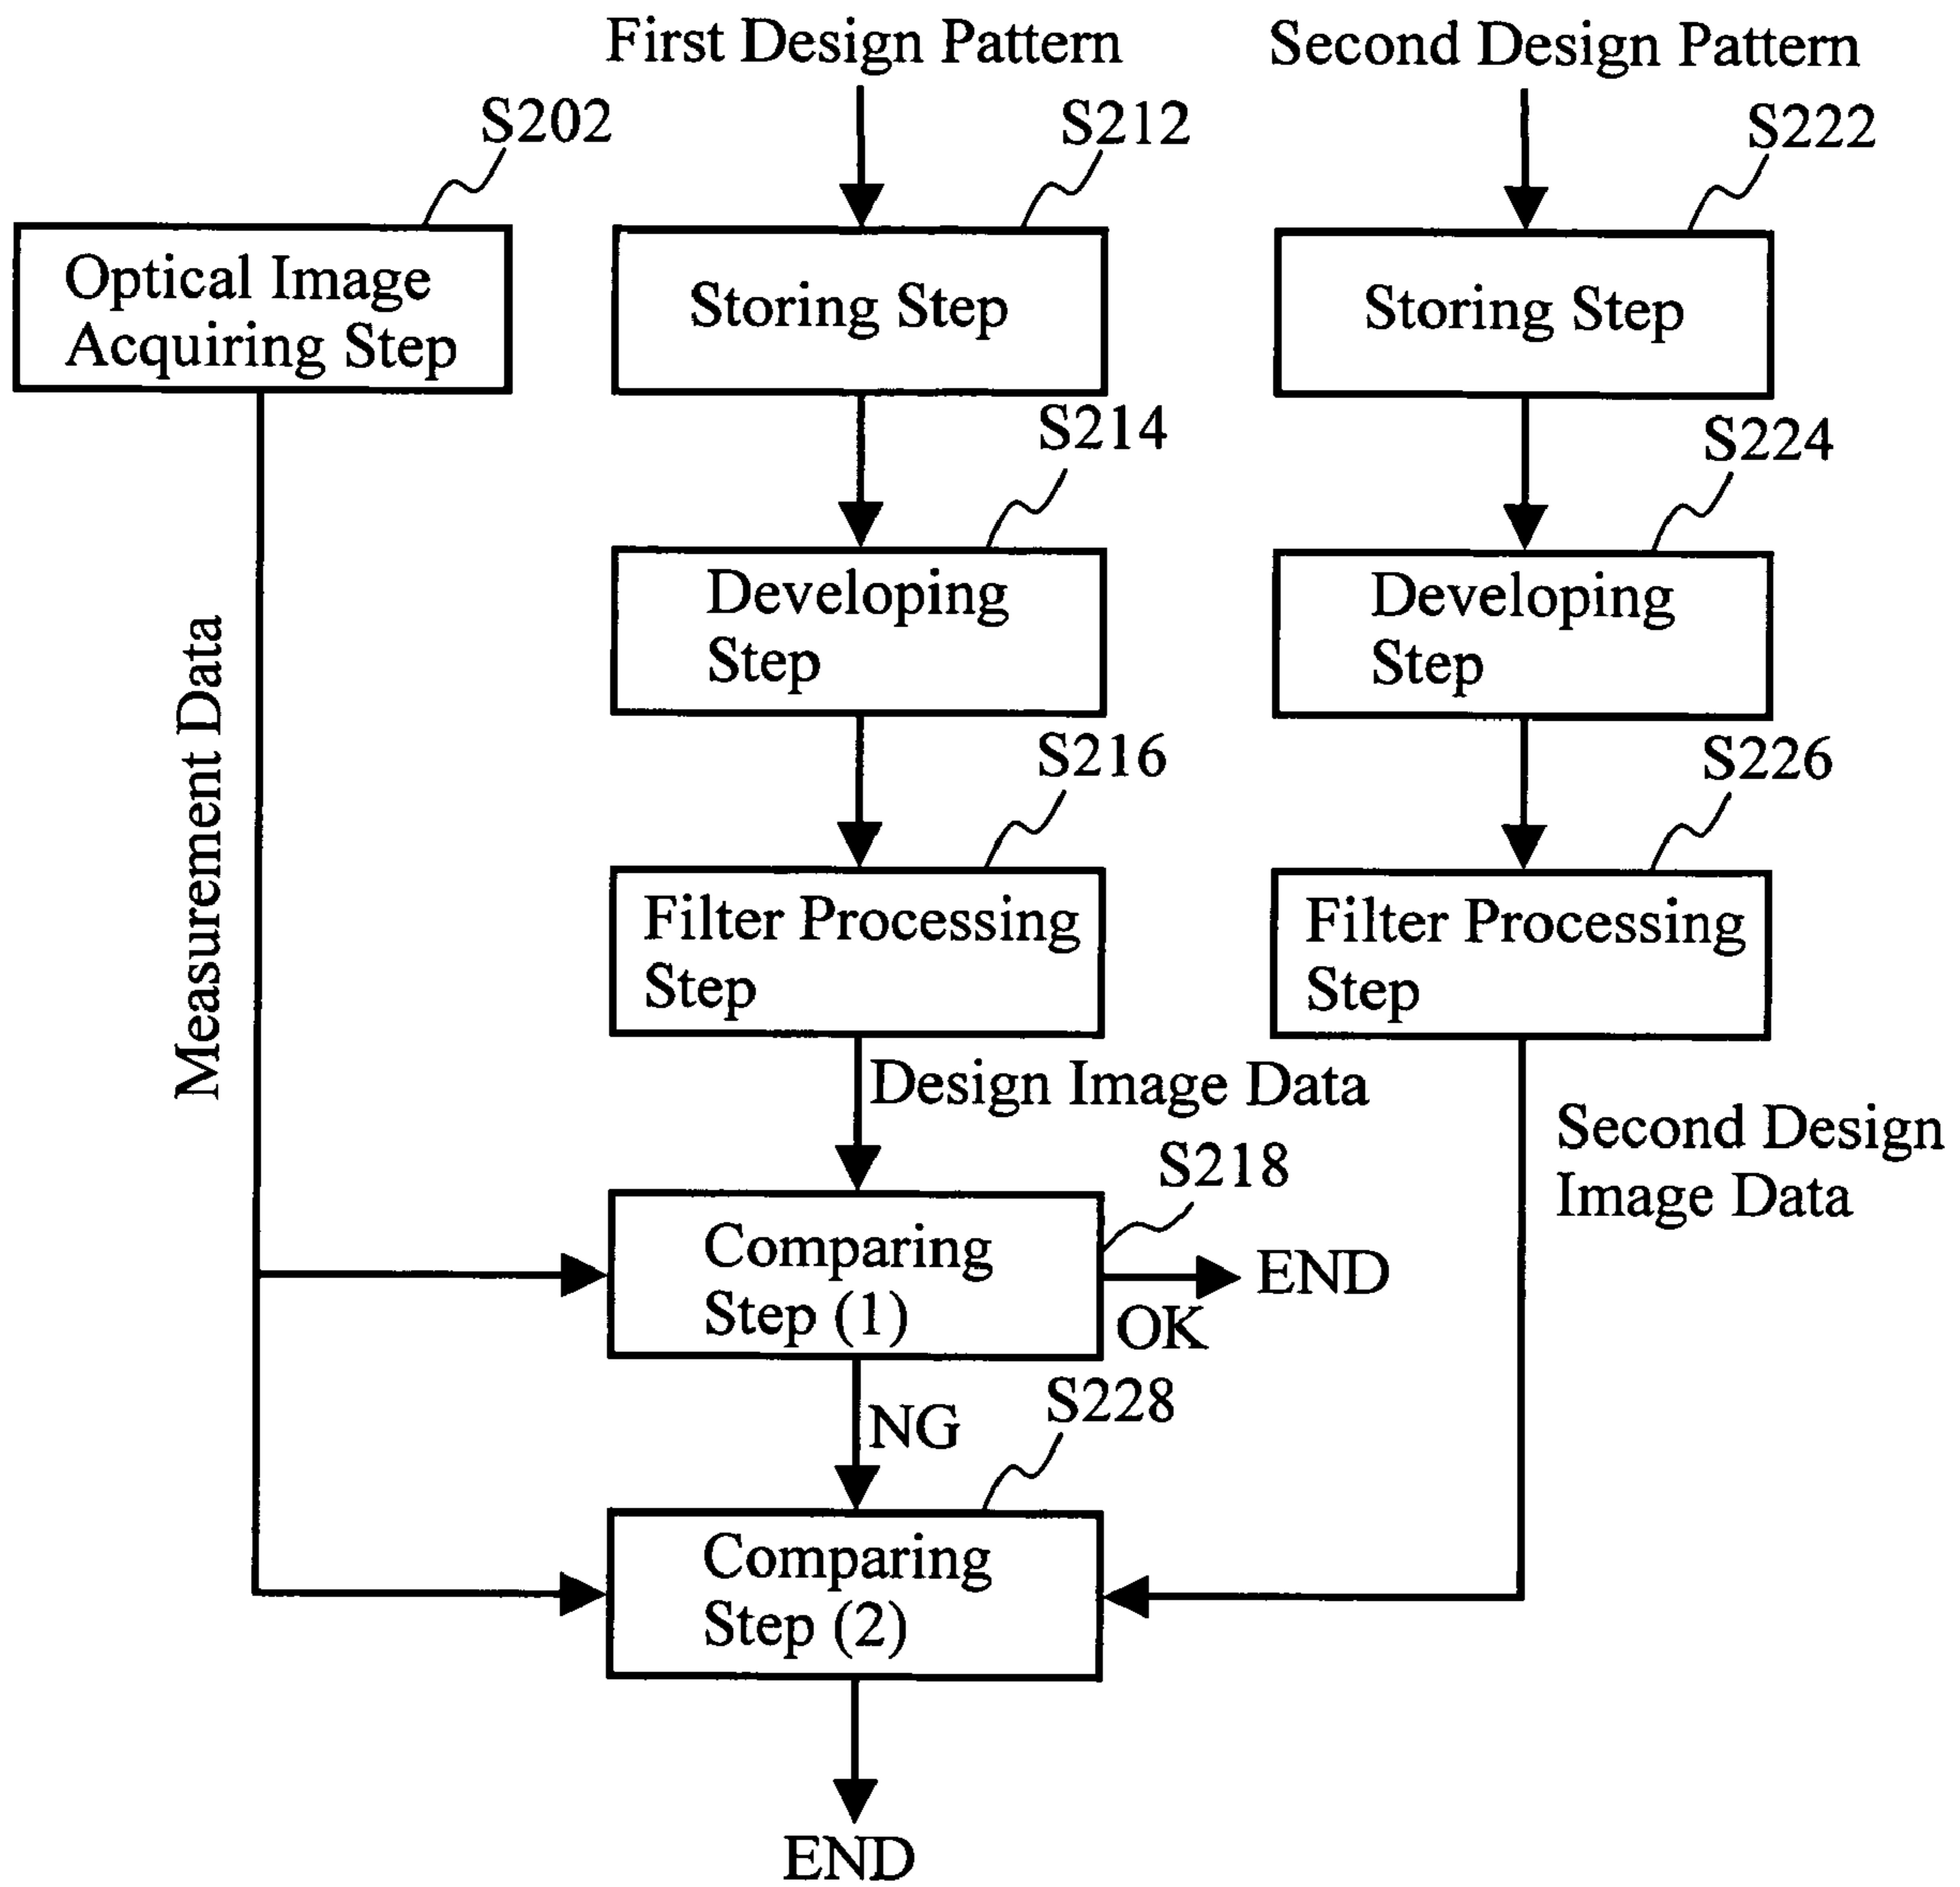 First Design Pattern
Second Design Pattern
S202
S212
S222
Optical Image
Acquiring Step
Storing Step
Storing Step
S214
S224
Developing
Step
Developing
Step
Measurement Data
S216
S226
Filter Processing
Step
Filter Processing
Step
Design Image Data
Second Design
Image Data
S218
Comparing
Step (1)
END
OK
NG
S228
Comparing
Step (2)
END